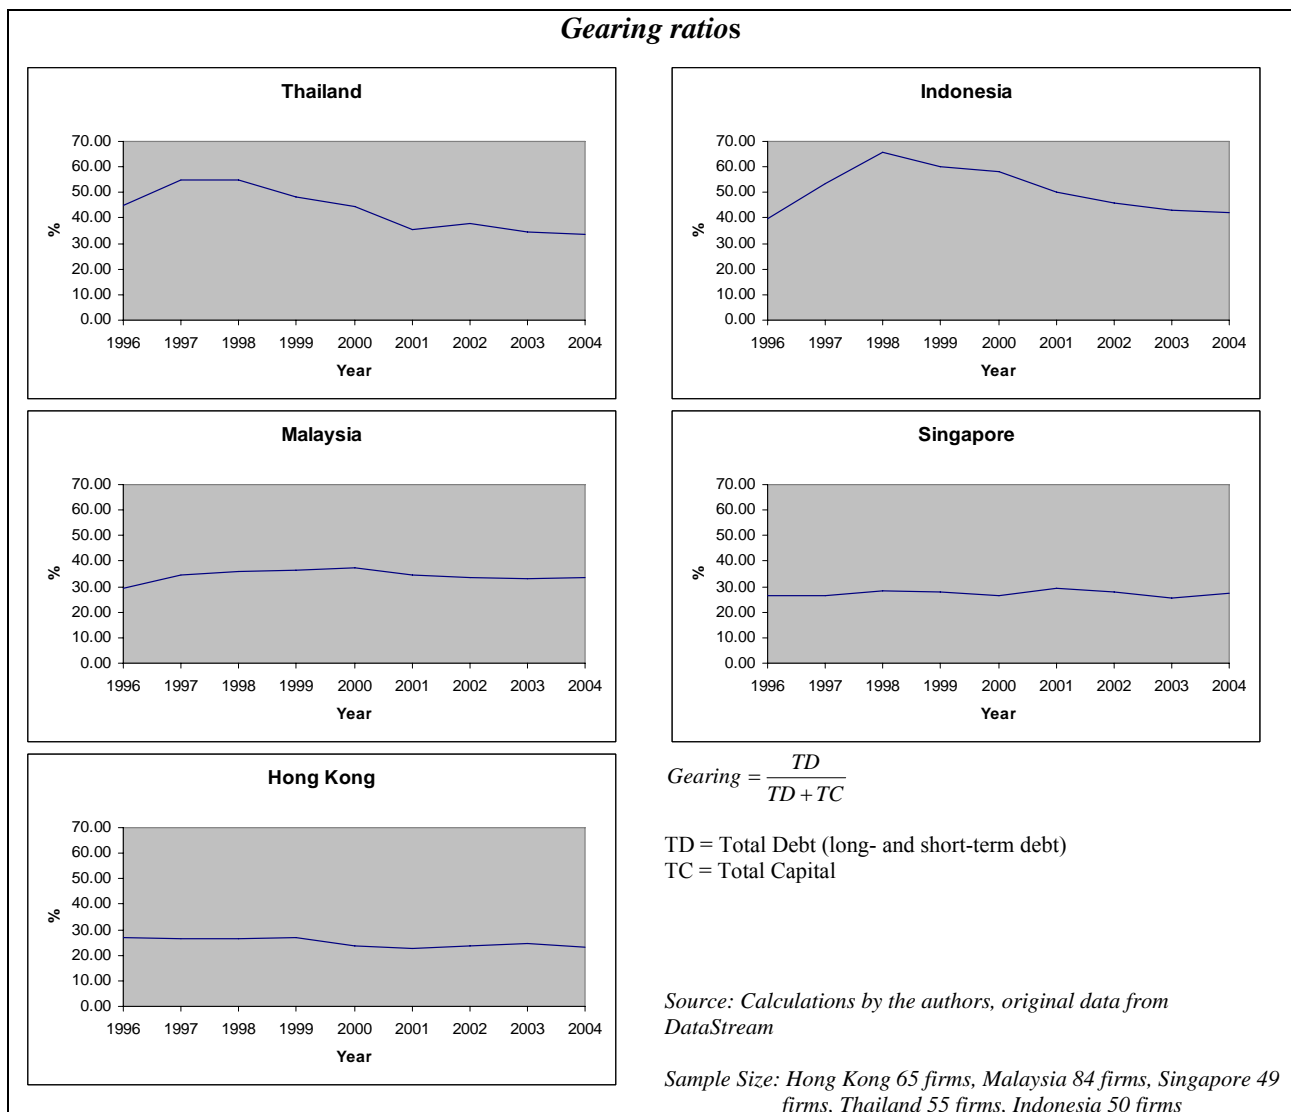 Gearing ratios
Thailand
70.00
60.00
50.00
40.00
30.00
20.00
10.00
0.00
%
1996 1997 1998 1999 2000 2001 2002 2003 2004
Year
Indonesia
70.00
60.00
50.00
40.00
30.00
20.00
10.00
0.00
%
1996 1997 1998 1999 2000 2001 2002 2003 2004
Year
Malaysia
70.00
60.00
50.00
40.00
30.00
20.00
10.00
0.00
%
1996 1997 1998 1999 2000 2001 2002 2003 2004
Year
Singapore
70.00
60.00
50.00
40.00
30.00
20.00
10.00
0.00
%
1996 1997 1998 1999 2000 2001 2002 2003 2004
Year
Hong Kong
70.00
60.00
50.00
40.00
30.00
20.00
10.00
0.00
%
1996 1997 1998 1999 2000 2001 2002 2003 2004
Year
Gearing = TD / TD + TC
TD = Total Debt (long- and short-term debt)
TC = Total Capital
Source: Calculations by the authors, original data from
DataStream
Sample Size: Hong Kong 65 firms, Malaysia 84 firms, Singapore 49
firms, Thailand 55 firms, Indonesia 50 firms